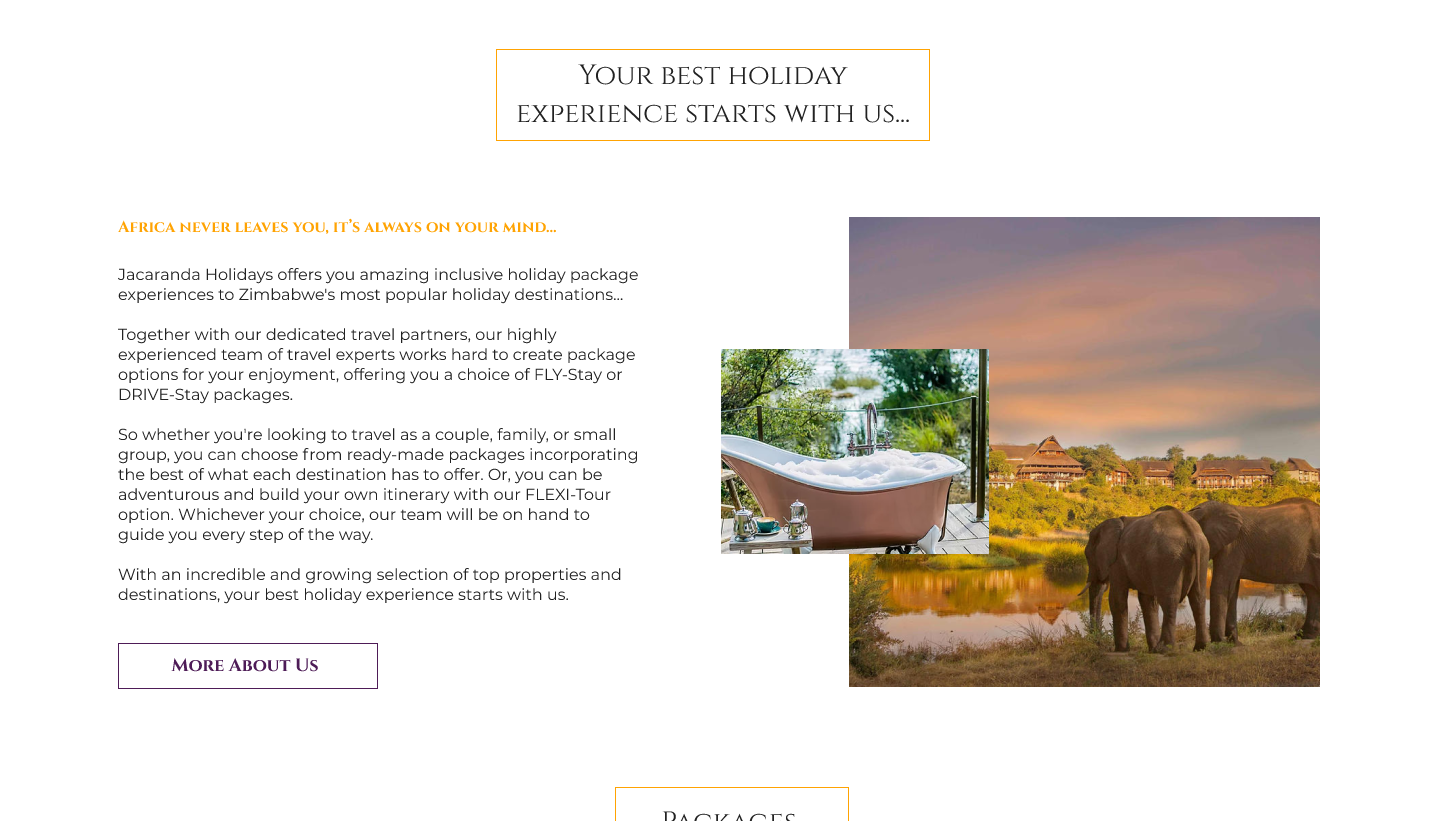 Your best holiday
experience starts with us...
Africa never leaves you, it's always on your mind...
Jacaranda Holidays offers you amazing inclusive holiday package
experiences to Zimbabwe's most popular holiday destinations...
Together with our dedicated travel partners, our highly
experienced team of travel experts works hard to create package
options for your enjoyment, offering you a choice of FLY-Stay or
DRIVE-Stay packages.
So whether you're looking to travel as a couple, family, or small
group, you can choose from ready-made packages incorporating
the best of what each destination has to offer. Or, you can be
adventurous and build your own itinerary with our FLEXI-Tour
option. Whichever your choice, our team will be on hand to
guide you every step of the way.
With an incredible and growing selection of top properties and
destinations, your best holiday experience starts with us.
More About Us
Packages